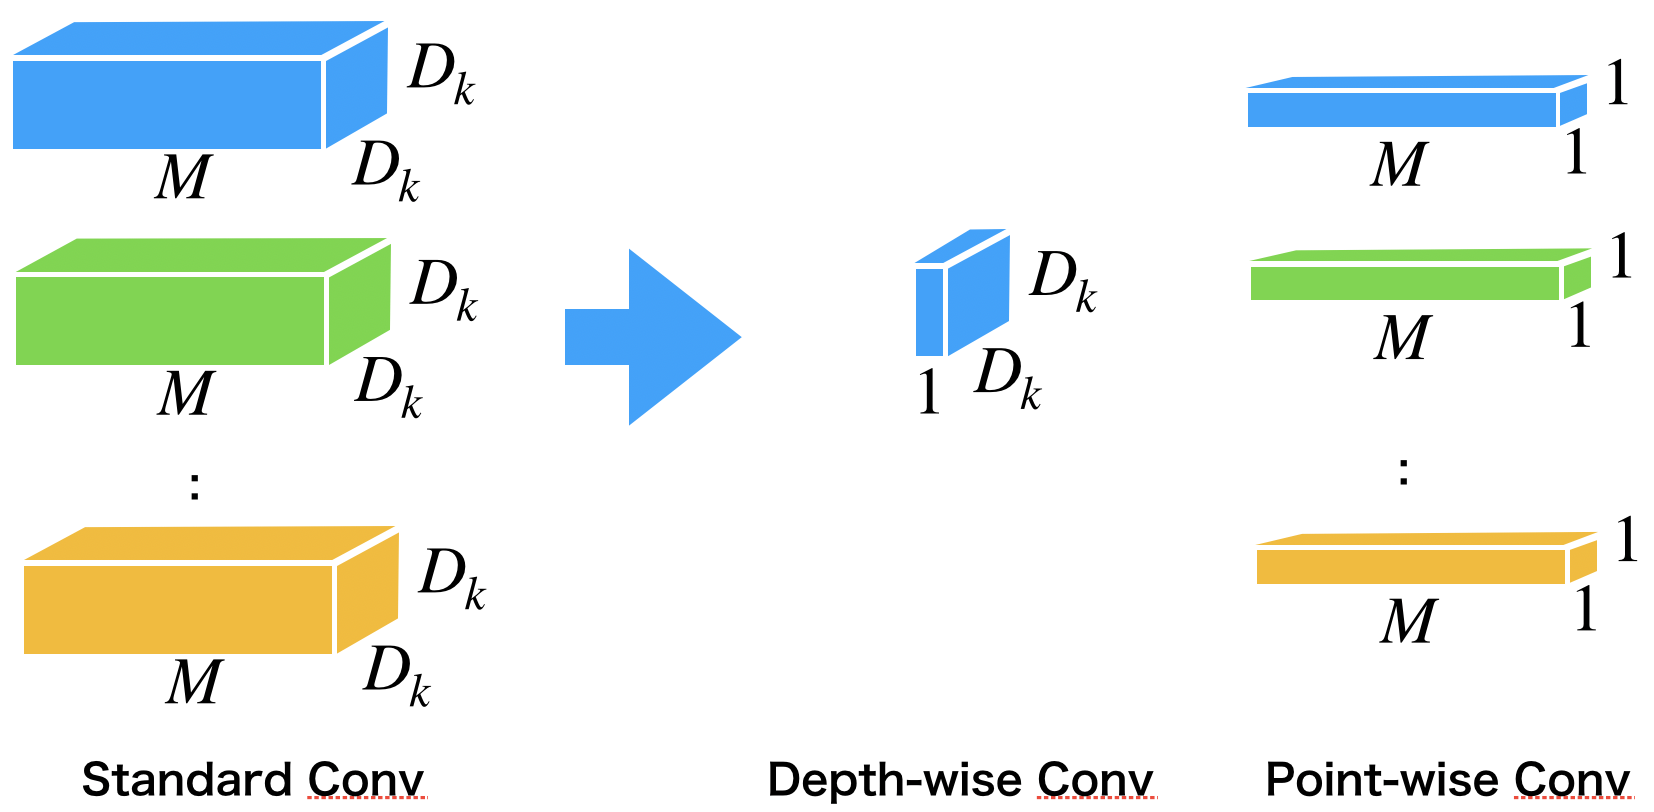 D_k
M D_k
D_k
M D_k
:
D_k
M D_k
Standard Conv
D_k
1 D_k
Depth-wise Conv
1
M 1
1
M 1
:
1
M 1
Point-wise Conv